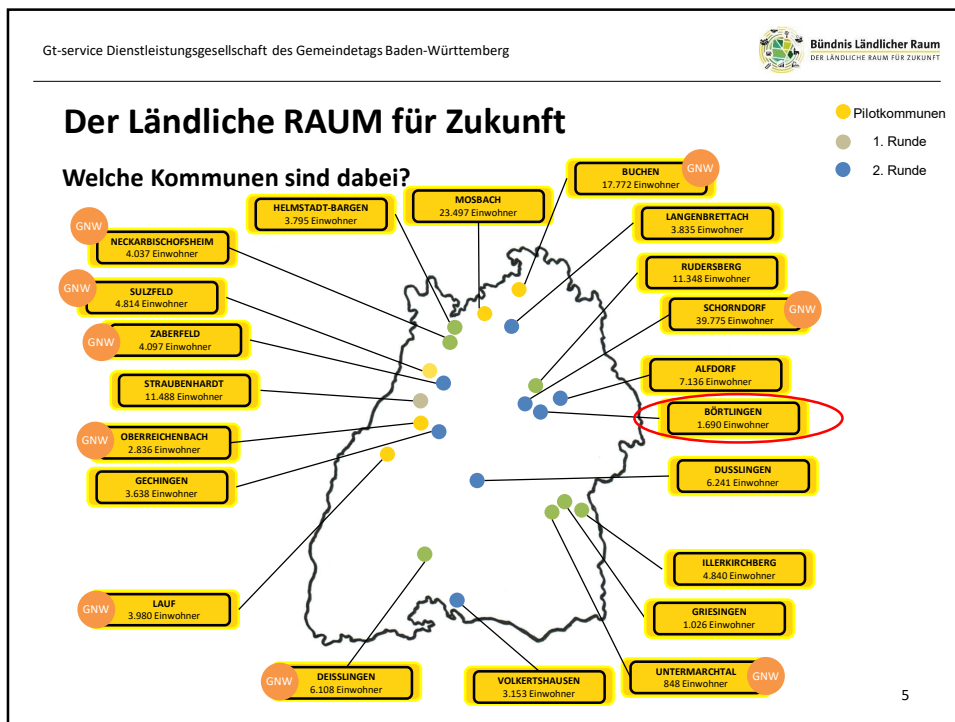 Gt-service Dienstleistungsgesellschaft des Gemeindetags Baden-Württemberg
Bündnis Ländlicher Raum
DER LÄNDLICHE RAUM FÜR ZUKUNFT
Der Ländliche RAUM für Zukunft
Pilotkommunen
1. Runde
2. Runde
Welche Kommunen sind dabei?
BUCHEN
17.772 Einwohner
GNW
MOSBACH
23.497 Einwohner
HELMSTADT-BARGEN
3.795 Einwohner
LANGENBRETTACH
3.835 Einwohner
GNW
NECKARBISCHOFSHEIM
4.037 Einwohner
RUDERSBERG
11.348 Einwohner
GNW
SULZFELD
4.814 Einwohner
SCHORNDORF
39.775 Einwohner
GNW
GNW
ZABERFELD
4.097 Einwohner
STRAUBENHARDT
11.488 Einwohner
ALFDORF
7.136 Einwohner
BÖRTLINGEN
1.690 Einwohner
GNW
OBERREICHENBACH
2.836 Einwohner
GECHINGEN
3.638 Einwohner
DUSSLINGEN
6.241 Einwohner
ILLERKIRCHBERG
4.840 Einwohner
GNW
LAUF
3.980 Einwohner
GRIESINGEN
1.026 Einwohner
GNW
DEISSLINGEN
6.108 Einwohner
VOLKERTSHAUSEN
3.153 Einwohner
UNTERMARCHTAL
848 Einwohner
GNW
5